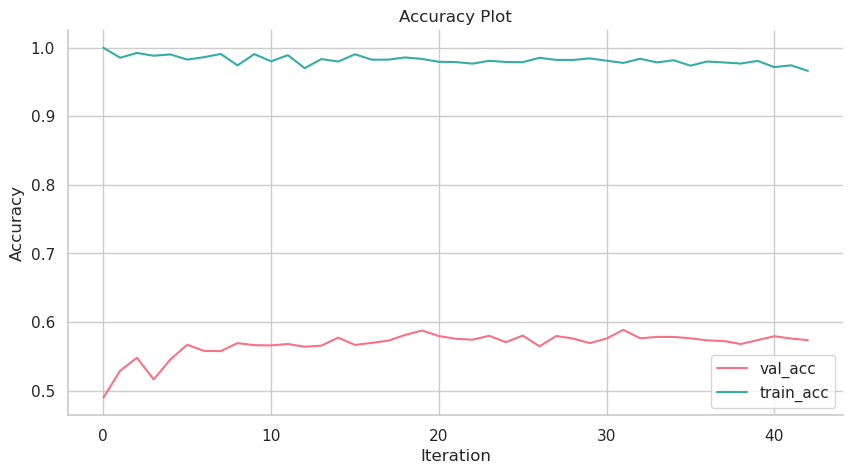 Accuracy Plot
1.0
0.9
0.8
0.7
0.6
0.5
Accuracy
0 10 20 30 40
Iteration
val_acc
train_acc